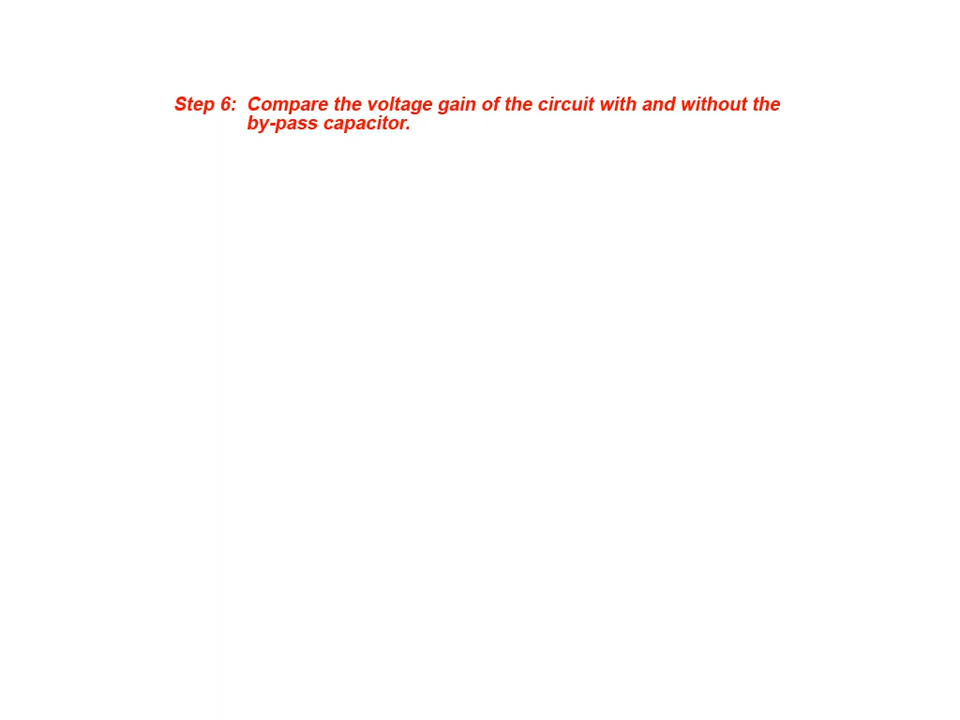 Step 6: Compare the voltage gain of the circuit with and without the
by-pass capacitor.